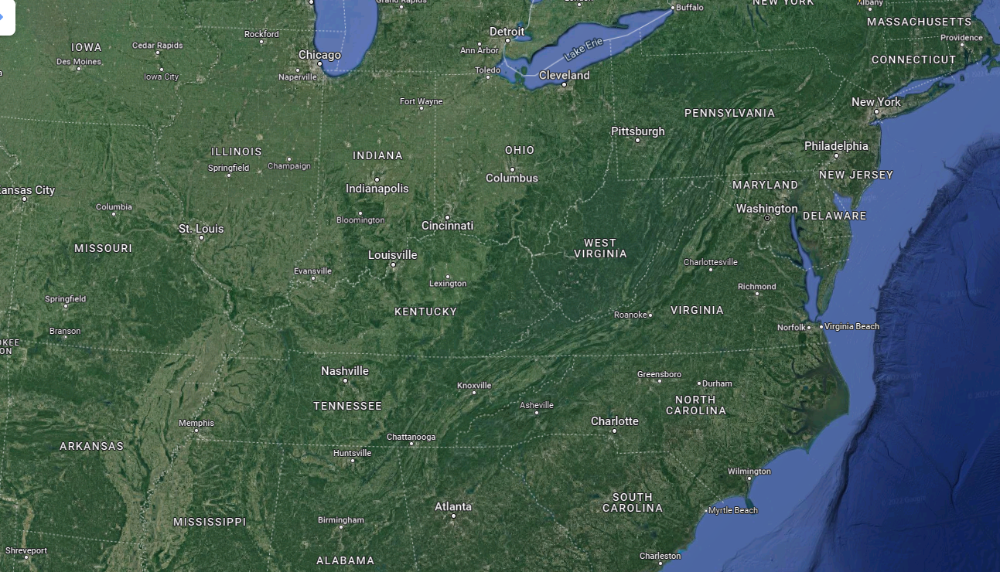 Grand Rapids
London
Buffalo
NEW YORK
Albany
MASSACHUSETTS
Rockford
Detroit
Providence
IOWA
Cedar Rapids
Ann Arbor
Lake Erie
Des Moines
Chicago
CONNECTICUT
Iowa City
Naperville
Toledo
Cleveland
Fort Wayne
New York
PENNSYLVANIA
Pittsburgh
Philadelphia
ILLINOIS
INDIANA
OHIO
Springfield
Champaign
NEW JERSEY
Columbus
MARYLAND
ansas City
Indianapolis
Columbia
Washington
DELAWARE
Bloomington
St. Louis
Cincinnati
MISSOURI
WEST
VIRGINIA
Louisville
Charlottesville
Evansville
Lexington
Richmond
Springfield
KENTUCKY
Roanoke
VIRGINIA
Branson
Norfolk
Virginia Beach
OKEE
ON
Nashville
Greensboro
Knoxville
Durham
TENNESSEE
Asheville
NORTH
CAROLINA
Memphis
Charlotte
Chattanooga
ARKANSAS
Huntsville
Wilmington
SOUTH
CAROLINA
Atlanta
Myrtle Beach
MISSISSIPPI
Birmingham
Shreveport
ALABAMA
Charleston